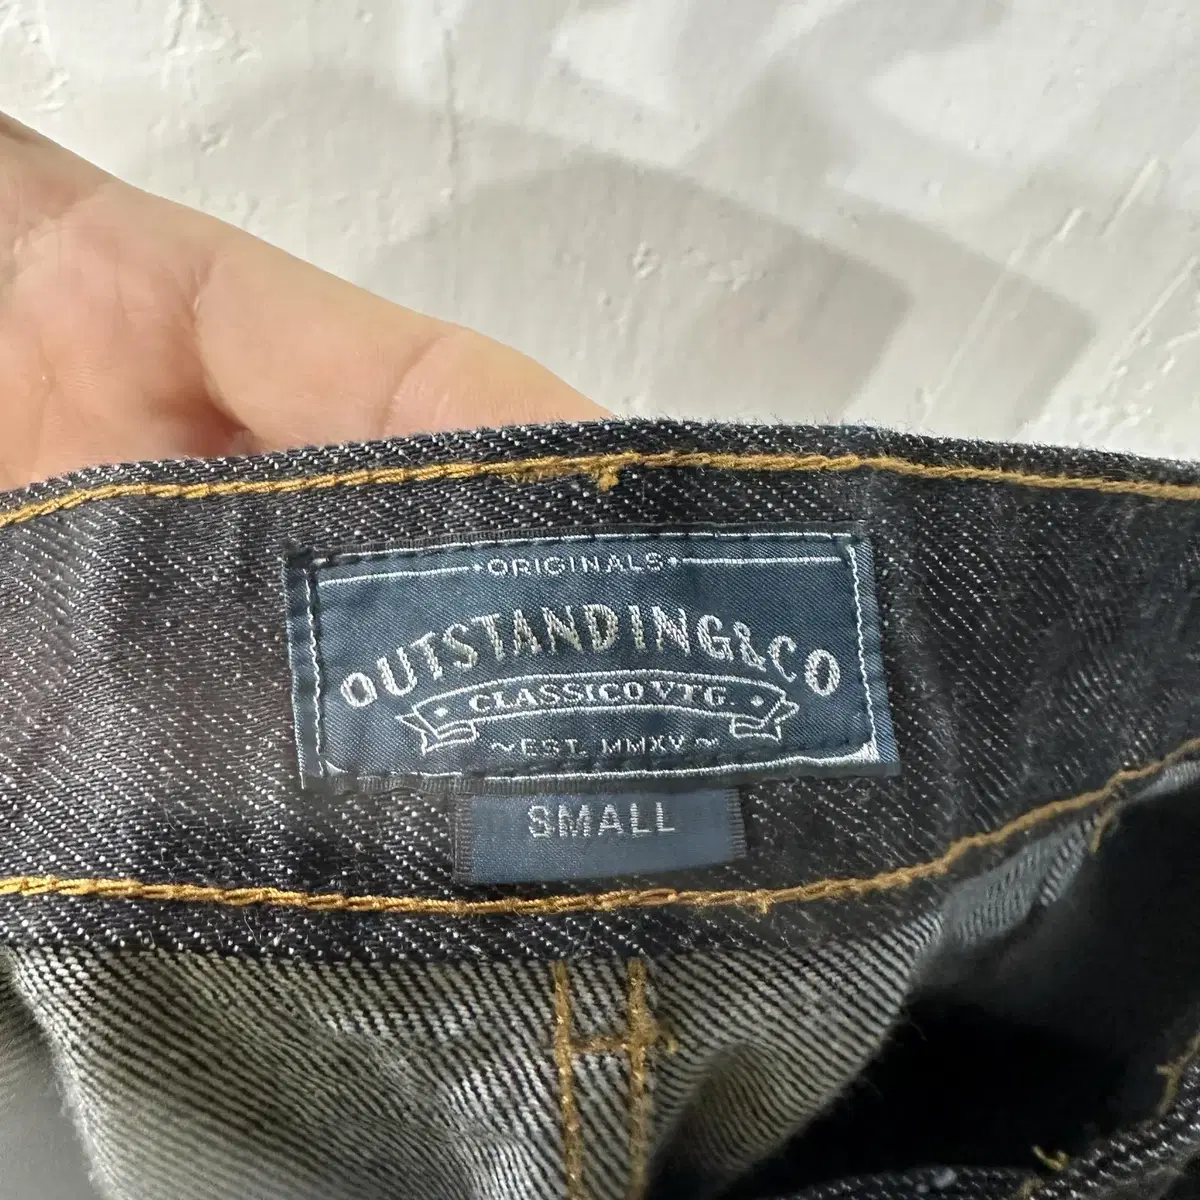 •ORIGINALS•
OUTSTANDING&CO
• CLASSICO VTG. •
~EST. MMXV~
SMALL